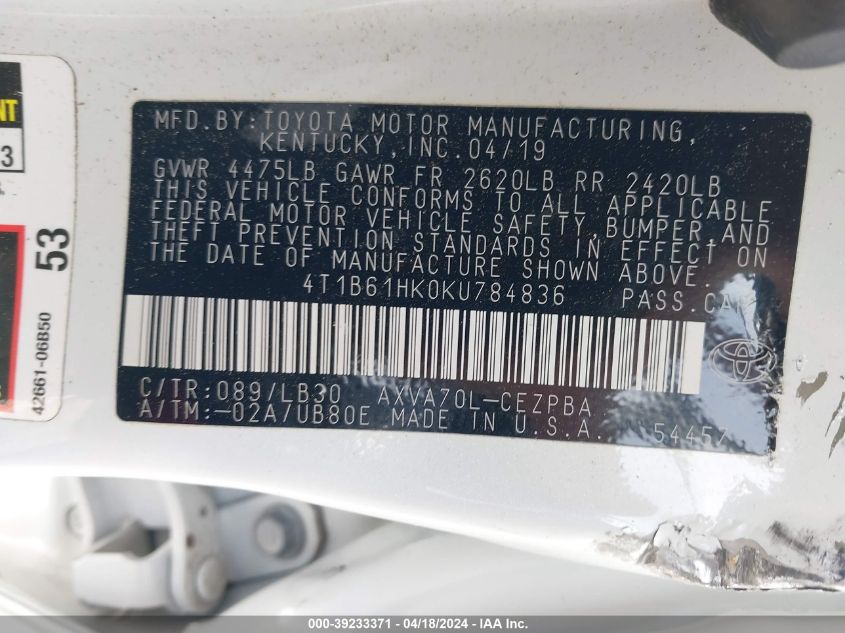 MFD.BY:TOYOTA MOTOR MANUFACTURING,
KENTUCKY,INC.04/19
GVWR 4475LB GAWR FR 2620LB RR 2420LB
THIS VEHICLE CONFORMS TO ALL APPLICABLE
FEDERAL MOTOR VEHICLE SAFETY,BUMPER,AND
THEFT PREVENTION STANDARDS IN EFFECT ON
THE DATE OF MANUFACTURE SHOWN ABOVE.
4T1B61HK0KU784836 PASS.CAR
C/TR:089/LB30 AXVA70L-CEZPBA
A/TM:-02A/UB80E MADE IN U.S.A. 54457
53
42661-06B50
000-39233371 | 04/18/2024 | IAA Inc.